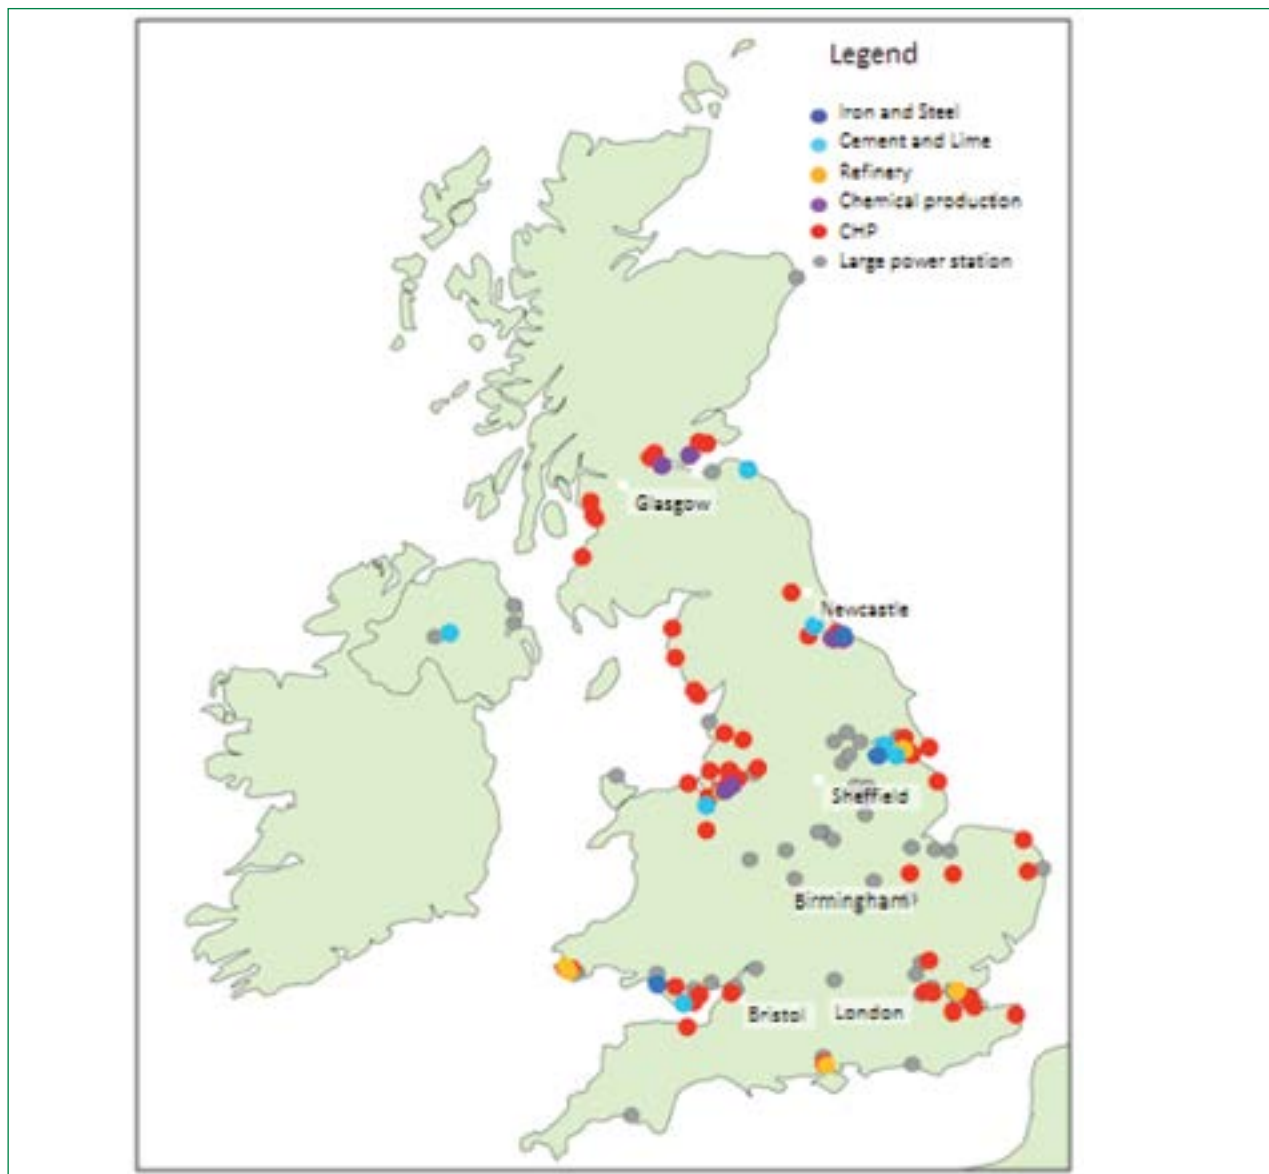 Legend
Iron and Steel
Cement and Lime
Refinery
Chemical production
CHP
Large power station
Glasgow
Newcastle
Sheffield
Birmingham
Bristol
London